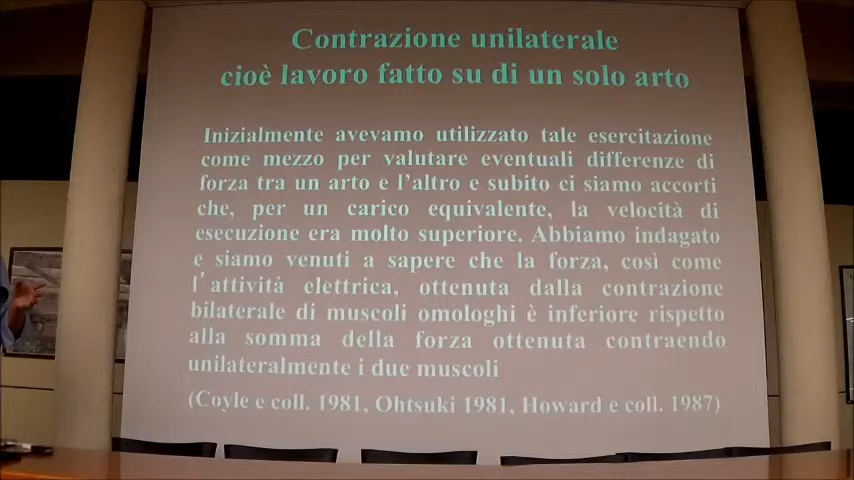 Contrazione unilaterale
cioè lavoro fatto su di un solo arto
Inizialmente avevamo utilizzato tale esercitazione
come mezzo per valutare eventuali differenze di
forza tra un arto e l'altro e subito ci siamo accorti
che, per un carico equivalente, la velocità di
esecuzione era molto superiore. Abbiamo indagato
e siamo venuti a sapere che la forza, così come
l'attività elettrica, ottenuta dalla contrazione
bilaterale di muscoli omologhi è inferiore rispetto
alla somma della forza ottenuta contraendo
unilateralmente i due muscoli
(Coyle e coll. 1981, Ohtsuki 1981, Howard e coll. 1987)